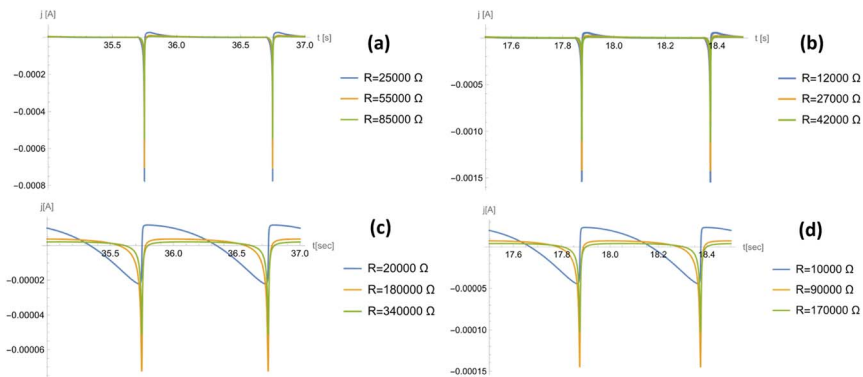 j [A]
t [s]
35.5
36.0
36.5
37.0
(a)
-0.0002
-0.0004
-0.0006
-0.0008
R=25000 Ω
R=55000 Ω
R=85000 Ω
j [A]
t [s]
17.6
17.8
18.0
18.2
18.4
(b)
-0.0005
-0.0010
-0.0015
R=12000 Ω
R=27000 Ω
R=42000 Ω
j[A]
t[sec]
35.5
36.0
36.5
37.0
(c)
-0.00002
-0.00004
-0.00006
R=20000 Ω
R=180000 Ω
R=340000 Ω
j[A]
t[sec]
17.6
17.8
18.0
18.2
18.4
(d)
-0.00005
-0.00010
-0.00015
R=10000 Ω
R=90000 Ω
R=170000 Ω